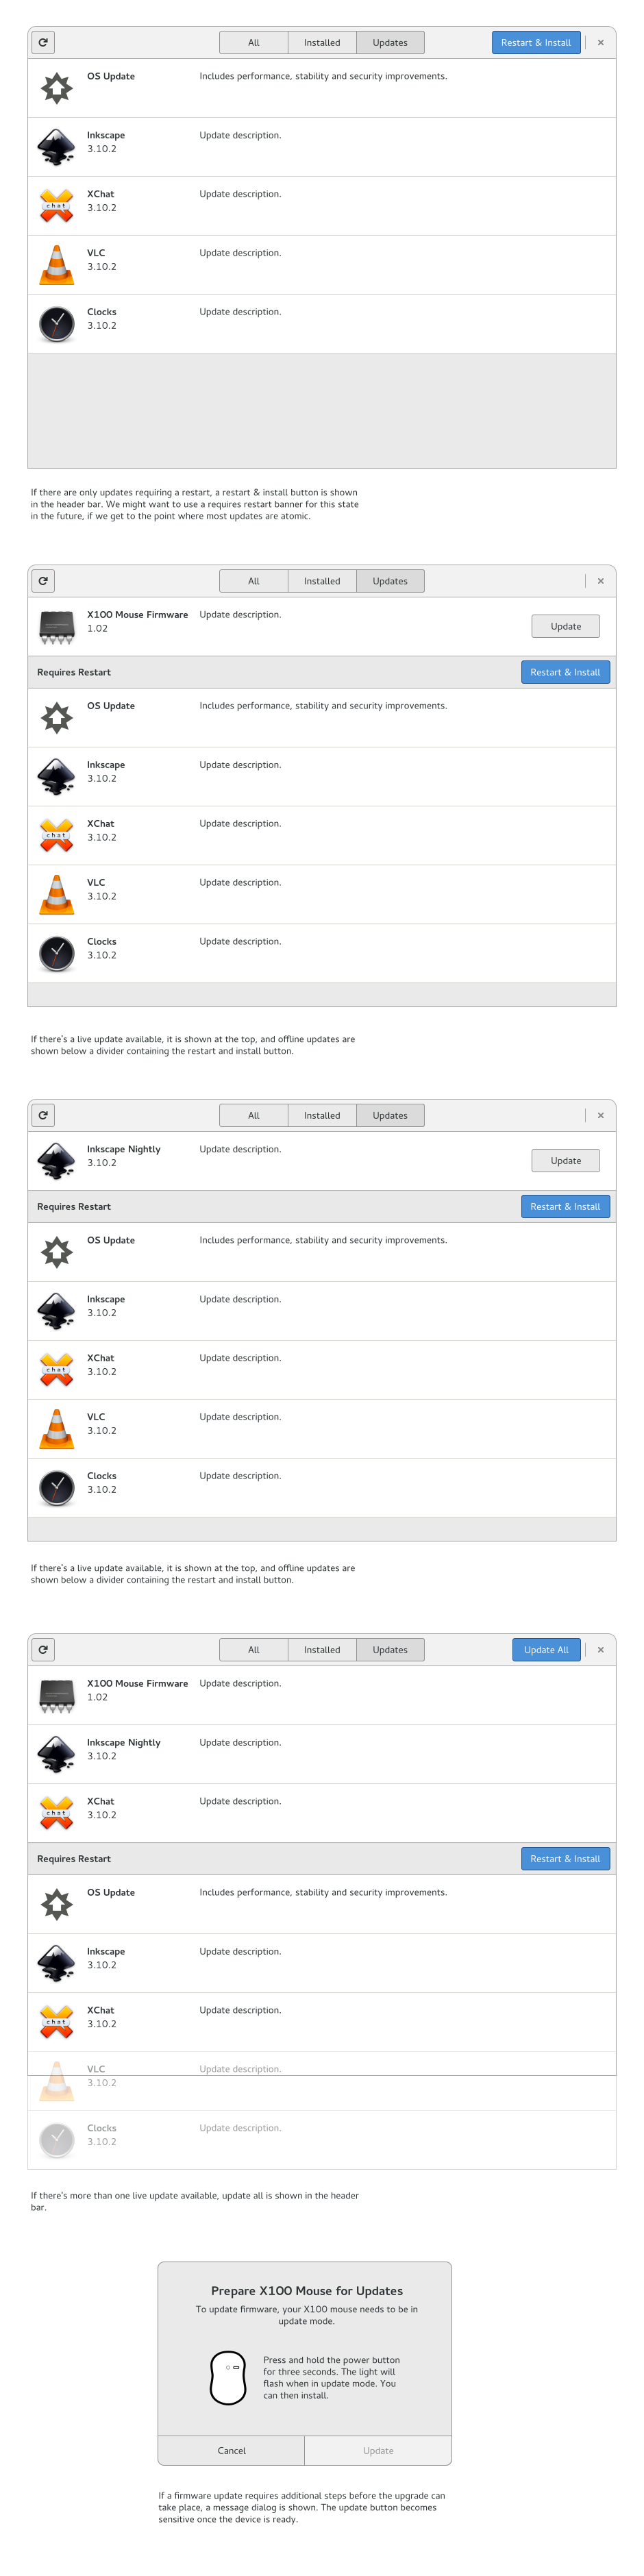 All Installed Updates Restart & Install ×
OS Update Includes performance, stability and security improvements.
Inkscape Update description.
3.10.2
XChat Update description.
chat 3.10.2
VLC Update description.
3.10.2
Clocks Update description.
3.10.2
If there are only updates requiring a restart, a restart & install button is shown
in the header bar. We might want to use a requires restart banner for this state
in the future, if we get to the point where most updates are atomic.
All Installed Updates ×
X100 Mouse Firmware Update description.
1.02 Update
Requires Restart Restart & Install
OS Update Includes performance, stability and security improvements.
Inkscape Update description.
3.10.2
XChat Update description.
chat 3.10.2
VLC Update description.
3.10.2
Clocks Update description.
3.10.2
If there's a live update available, it is shown at the top, and offline updates are
shown below a divider containing the restart and install button.
All Installed Updates ×
Inkscape Nightly Update description.
3.10.2 Update
Requires Restart Restart & Install
OS Update Includes performance, stability and security improvements.
Inkscape Update description.
3.10.2
XChat Update description.
chat 3.10.2
VLC Update description.
3.10.2
Clocks Update description.
3.10.2
If there's a live update available, it is shown at the top, and offline updates are
shown below a divider containing the restart and install button.
All Installed Updates Update All ×
X100 Mouse Firmware Update description.
1.02
Inkscape Nightly Update description.
3.10.2
XChat Update description.
chat 3.10.2
Requires Restart Restart & Install
OS Update Includes performance, stability and security improvements.
Inkscape Update description.
3.10.2
XChat Update description.
chat 3.10.2
VLC Update description.
3.10.2
Clocks Update description.
3.10.2
If there's more than one live update available, update all is shown in the header
bar.
Prepare X100 Mouse for Updates
To update firmware, your X100 mouse needs to be in
update mode.
Press and hold the power button
for three seconds. The light will
flash when in update mode. You
can then install.
Cancel Update
If a firmware update requires additional steps before the upgrade can
take place, a message dialog is shown. The update button becomes
sensitive once the device is ready.